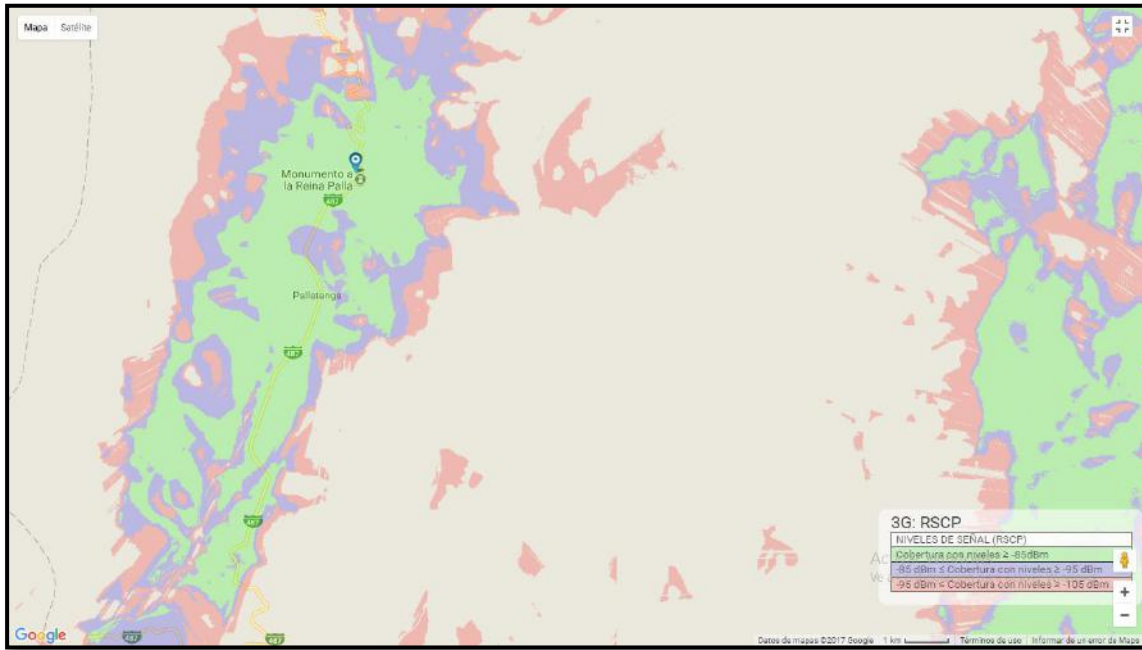 Mapa Satélite
Monumento a
la Reina Palla
487
Pallatanga
487
487
3G: RSCP
NIVELES DE SEÑAL (RSCP)
Cobertura con niveles ≥ -85dBm
-85 dBm ≤ Cobertura con niveles ≥ -95 dBm
-95 dBm ≤ Cobertura con niveles ≥ -105 dBm
+
−
Google
487
487
Datos de mapas ©2017 Google 1 km Términos de uso Informar de un error de Maps